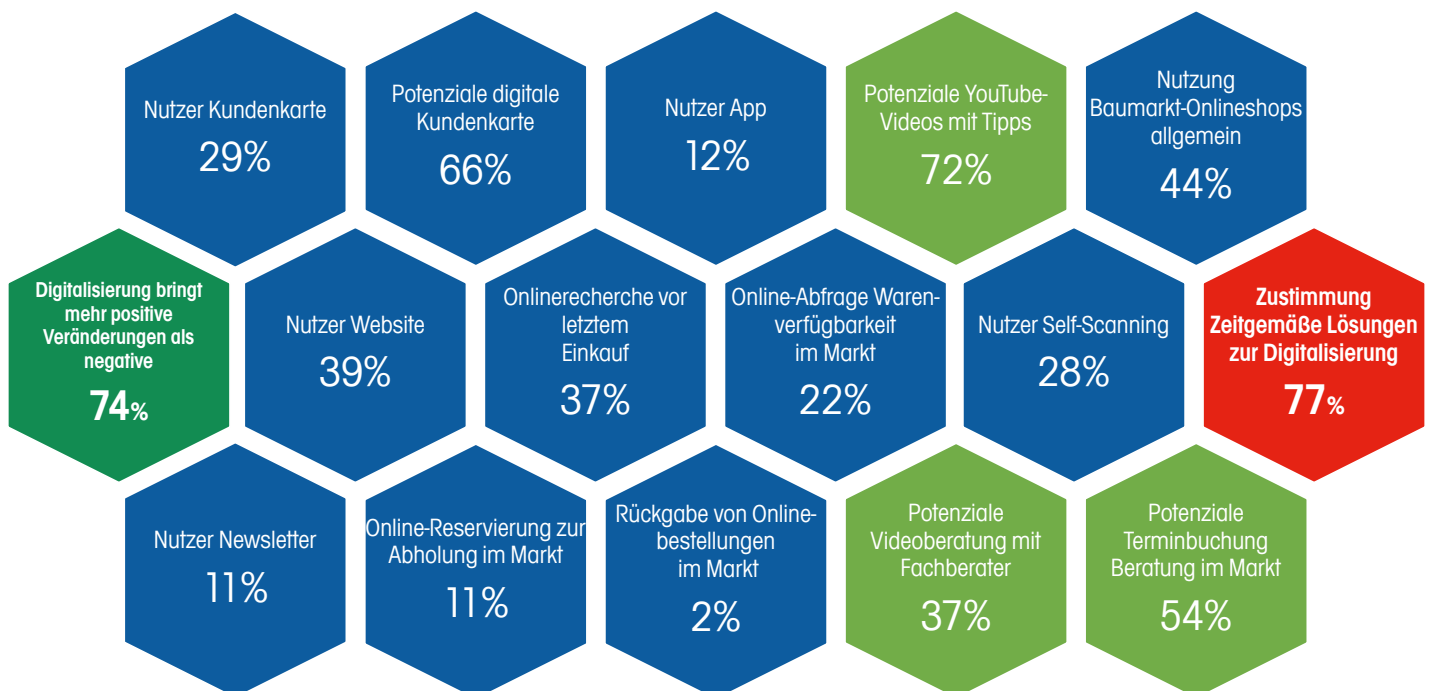 Nutzer Kundenkarte
29%
Potenziale digitale
Kundenkarte
66%
Nutzer App
12%
Potenziale YouTube-
Videos mit Tipps
72%
Nutzung
Baumarkt-Onlineshops
allgemein
44%
Digitalisierung bringt
mehr positive
Veränderungen als
negative
74%
Nutzer Website
39%
Onlinerecherche vor
letztem
Einkauf
37%
Online-Abfrage Waren-
verfügbarkeit
im Markt
22%
Nutzer Self-Scanning
28%
Zustimmung
Zeitgemäße Lösungen
zur Digitalisierung
77%
Nutzer Newsletter
11%
Online-Reservierung zur
Abholung im Markt
11%
Rückgabe von Online-
bestellungen
im Markt
2%
Potenziale
Videoberatung mit
Fachberater
37%
Potenziale
Terminbuchung
Beratung im Markt
54%